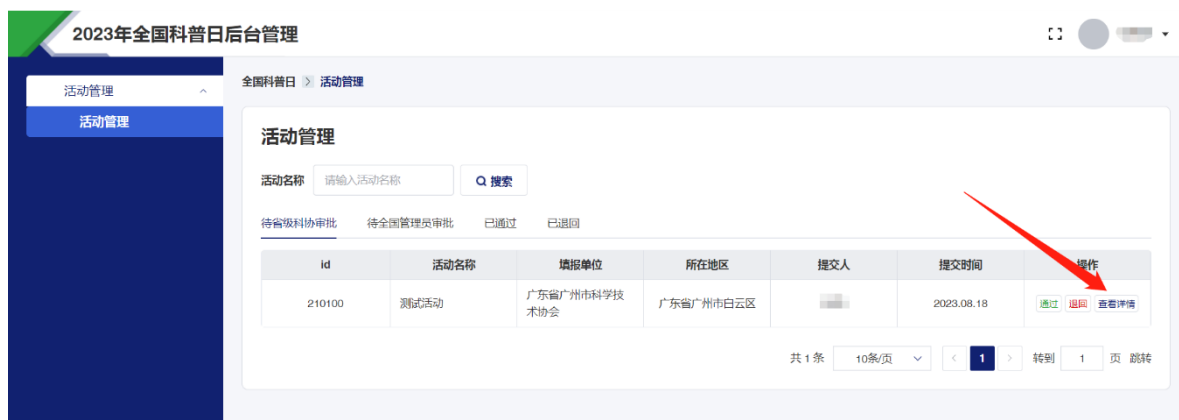 2023年全国科普日后台管理
活动管理
活动管理
全国科普日 > 活动管理
活动管理
活动名称 请输入活动名称 搜索
待省级科协审批 待全国管理员审批 已通过 已退回
id 活动名称 填报单位 所在地区 提交人 提交时间 操作
210100 测试活动 广东省广州市科学技术协会 广东省广州市白云区 2023.08.18 通过 退回 查看详情
共 1 条 10条/页 < 1 > 转到 1 页 跳转